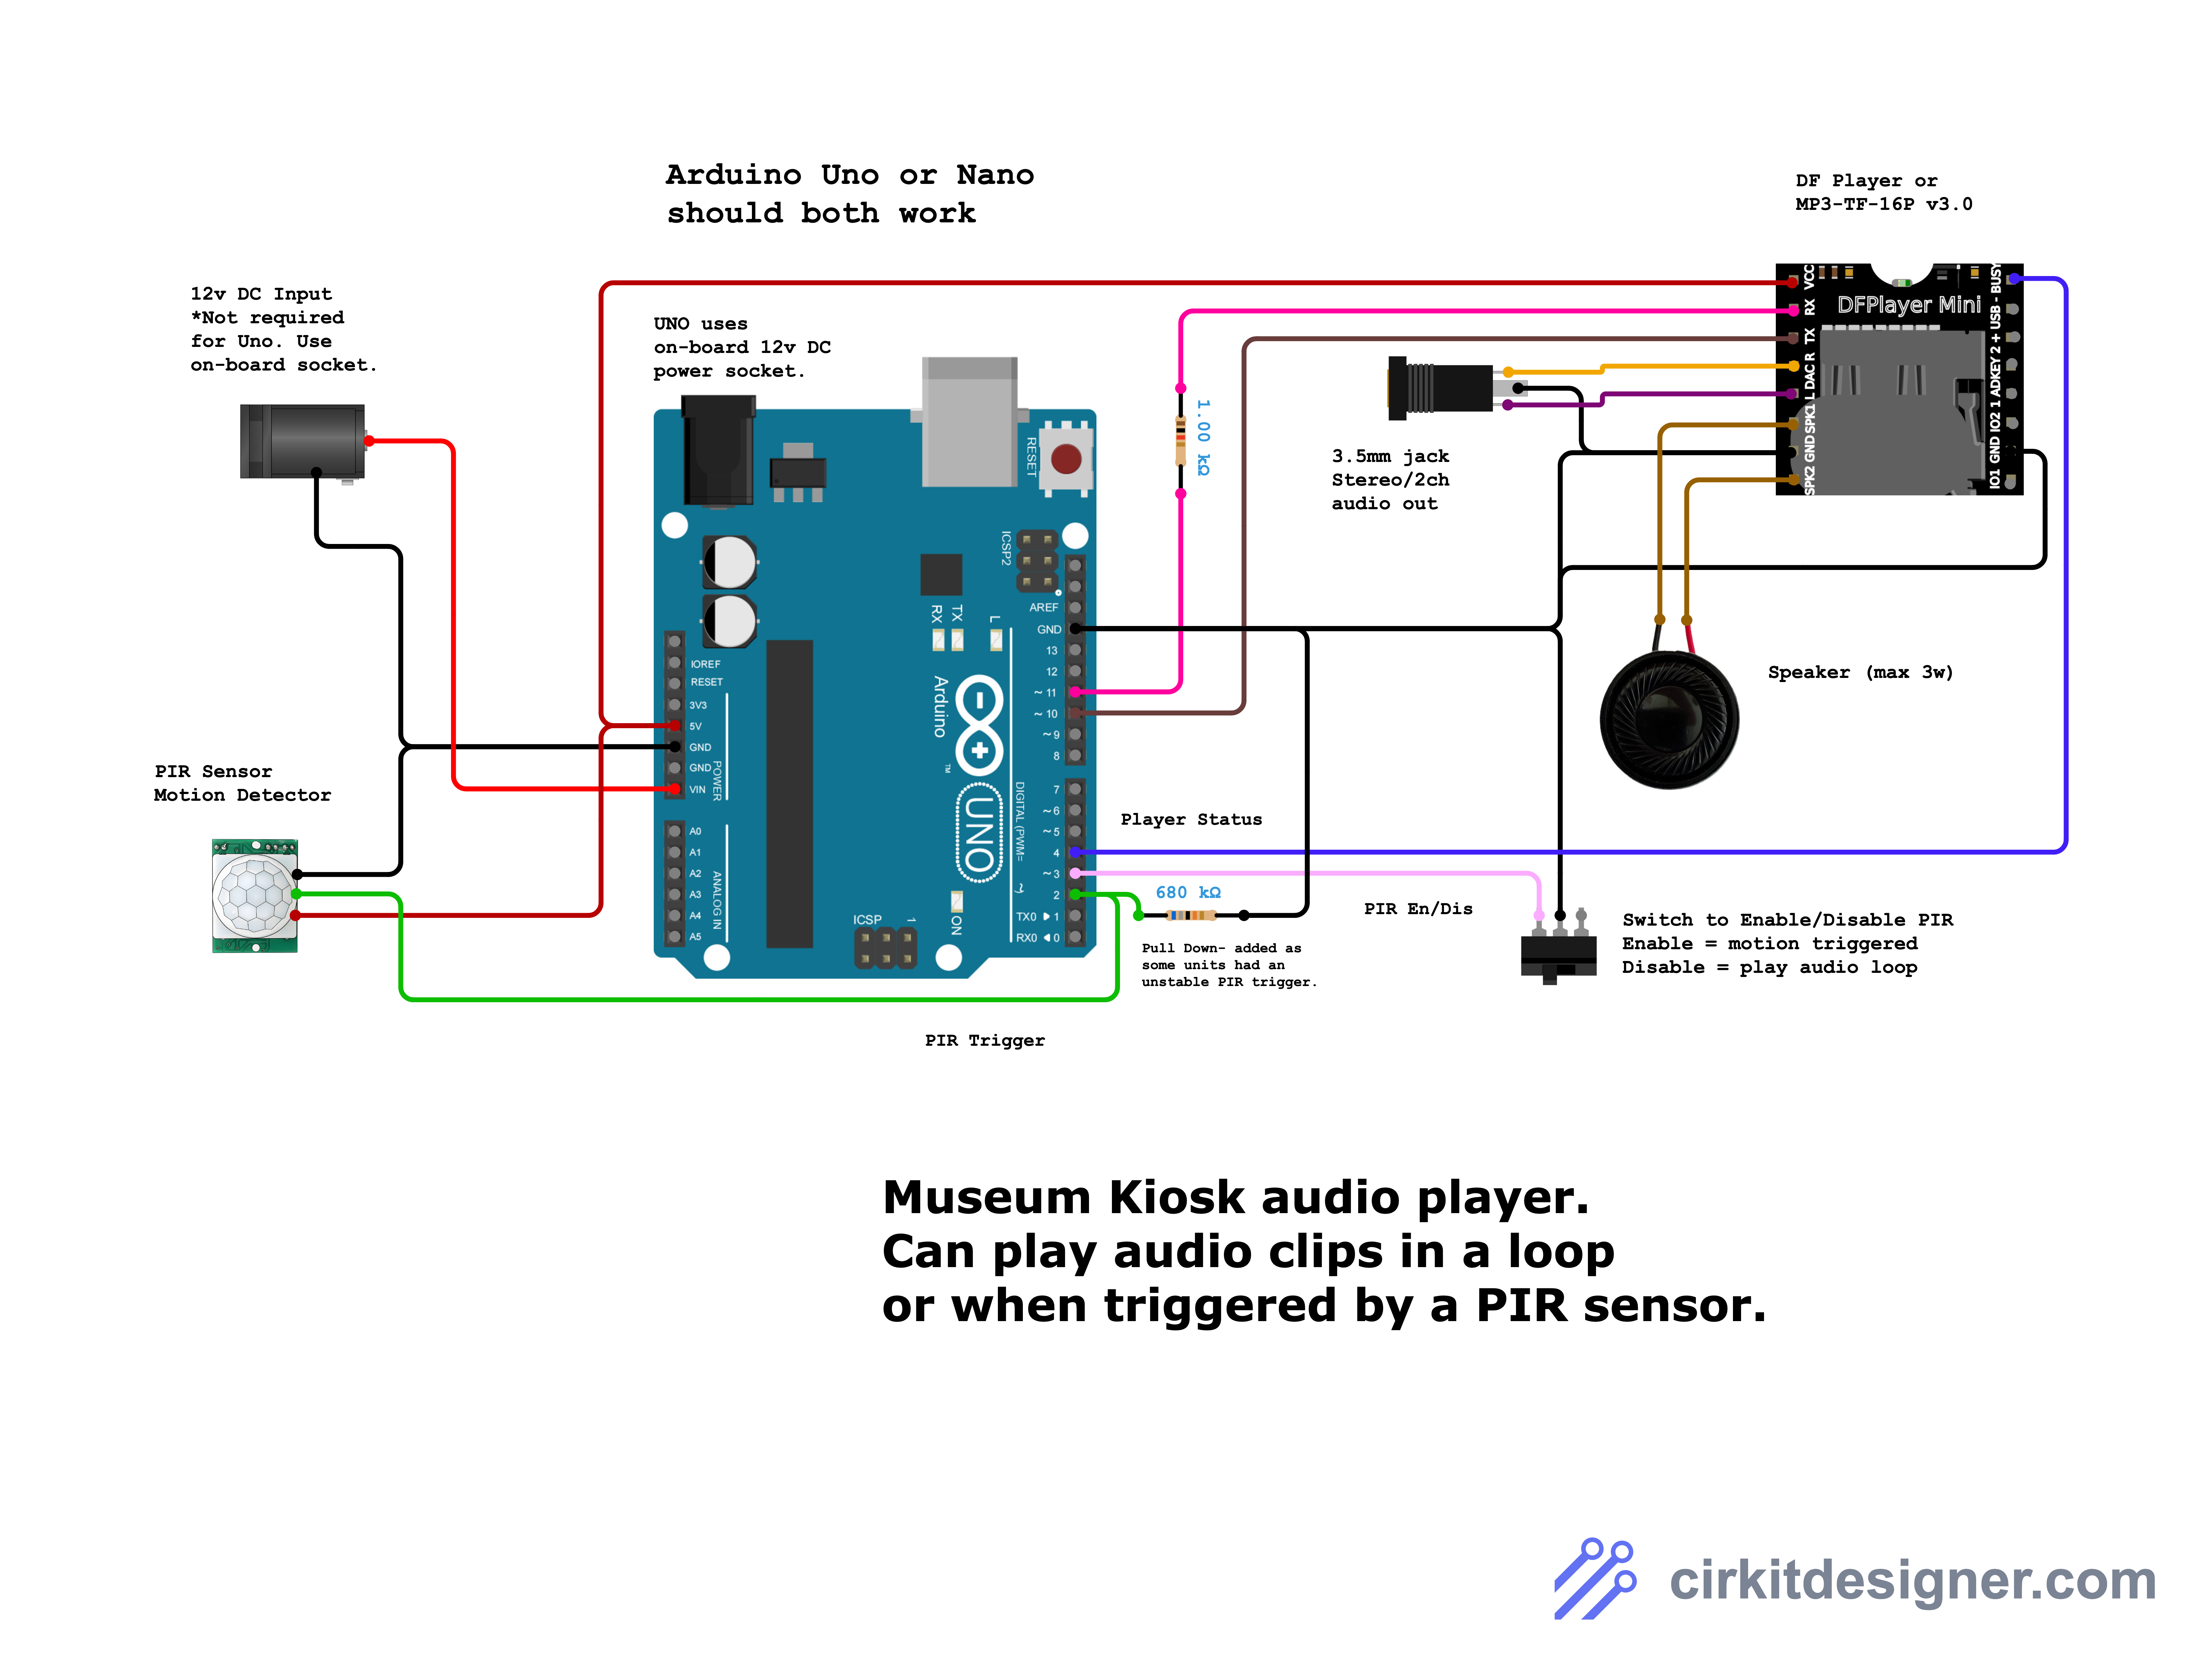 Arduino Uno or Nano
should both work
DF Player or
MP3-TF-16P v3.0
12v DC Input
*Not required
for Uno. Use
on-board socket.
UNO uses
on-board 12v DC
power socket.
VCC
RX
TX
DAC R
DAC L
SPK1
GND
SPK2
DFPlayer Mini
BUSY
USB -
USB +
ADKEY 2
ADKEY 1
IO2
GND
IO1
3.5mm jack
Stereo/2ch
audio out
1.00 kΩ
RESET
ICSP2
AREF
GND
13
12
~ 11
~ 10
~ 9
8
7
~ 6
~ 5
4
~ 3
2
TX0 ▶ 1
RX0 ◀ 0
RX
TX
L
Arduino
™
UNO
DIGITAL (PWM= ~)
IOREF
RESET
3V3
5V
GND
GND
VIN
POWER
A0
A1
A2
A3
A4
A5
ANALOG IN
ICSP
1
ON
Speaker (max 3w)
PIR Sensor
Motion Detector
Player Status
680 kΩ
PIR En/Dis
Pull Down- added as
some units had an
unstable PIR trigger.
Switch to Enable/Disable PIR
Enable = motion triggered
Disable = play audio loop
PIR Trigger
Museum Kiosk audio player.
Can play audio clips in a loop
or when triggered by a PIR sensor.
cirkitdesigner.com